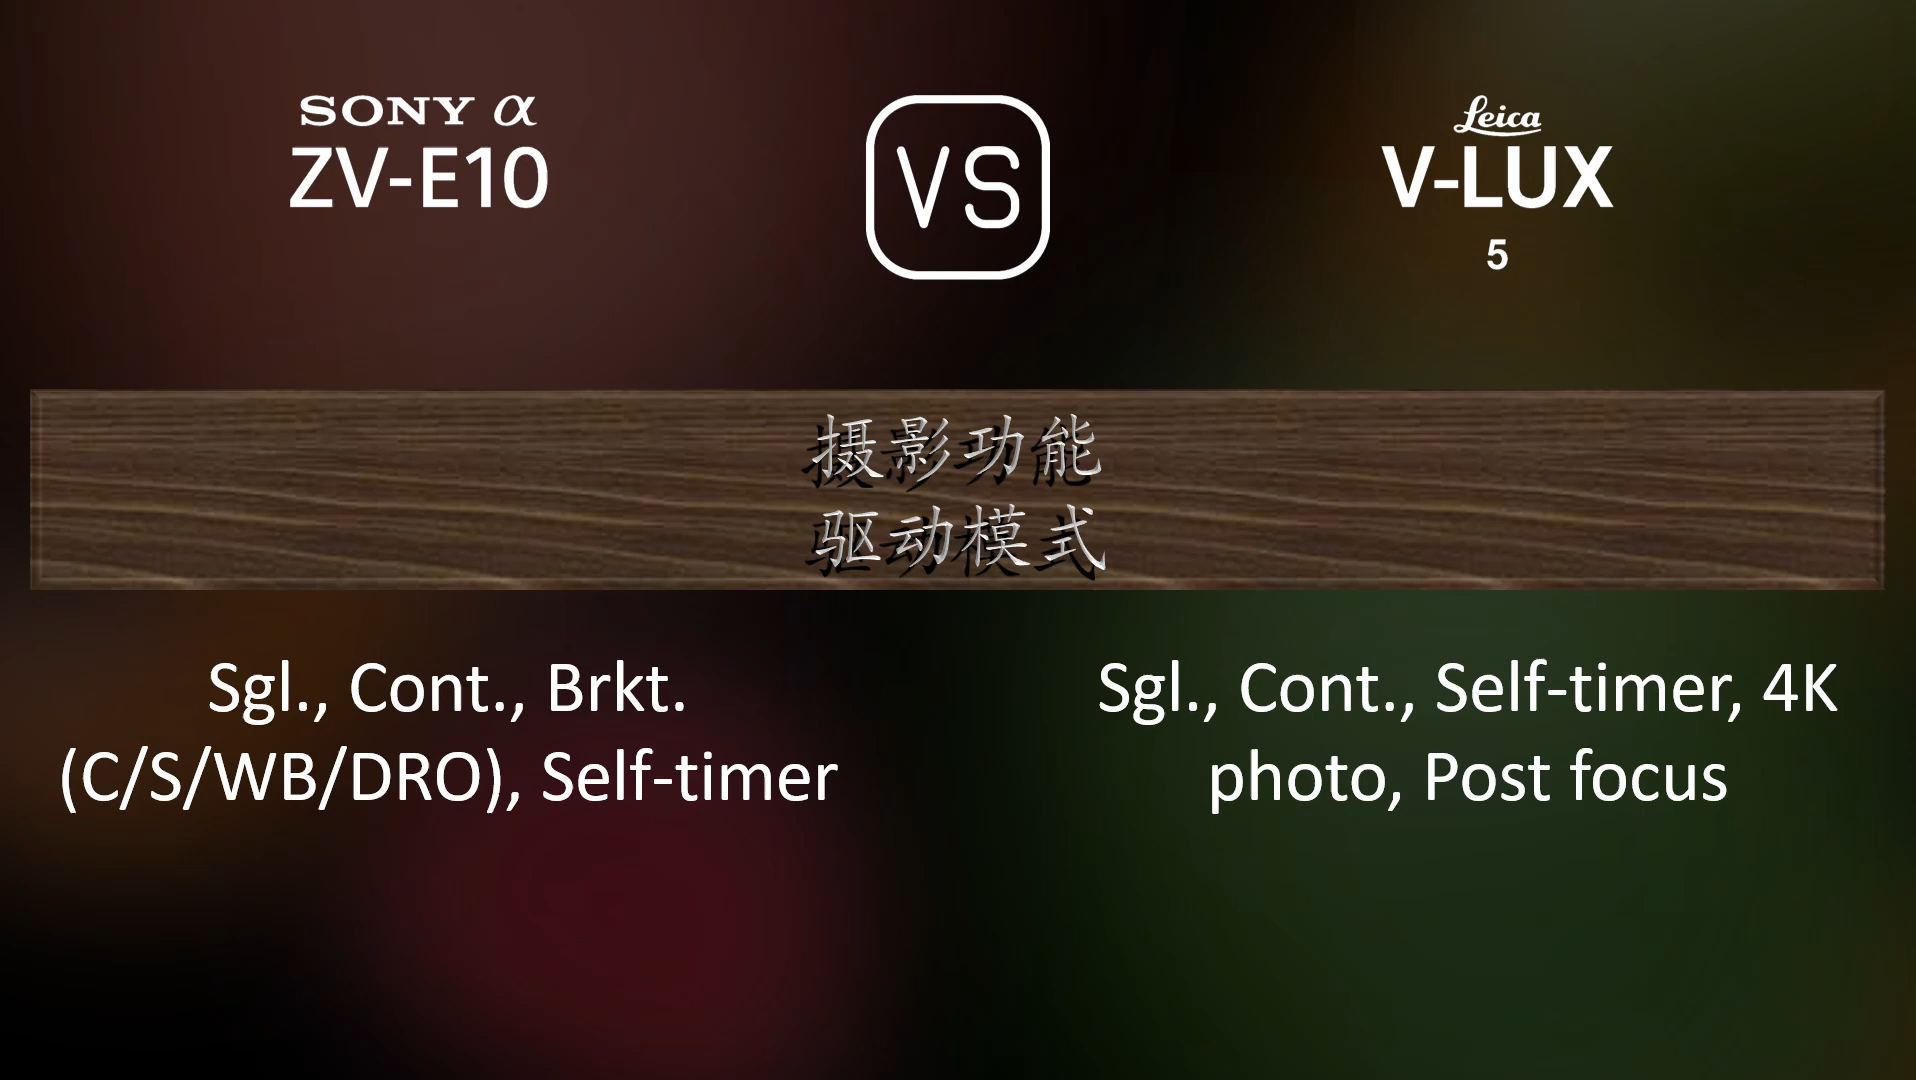 SONY α
ZV-E10
VS
Leica
V-LUX
5
摄影功能
驱动模式
Sgl., Cont., Brkt.
(C/S/WB/DRO), Self-timer
Sgl., Cont., Self-timer, 4K
photo, Post focus